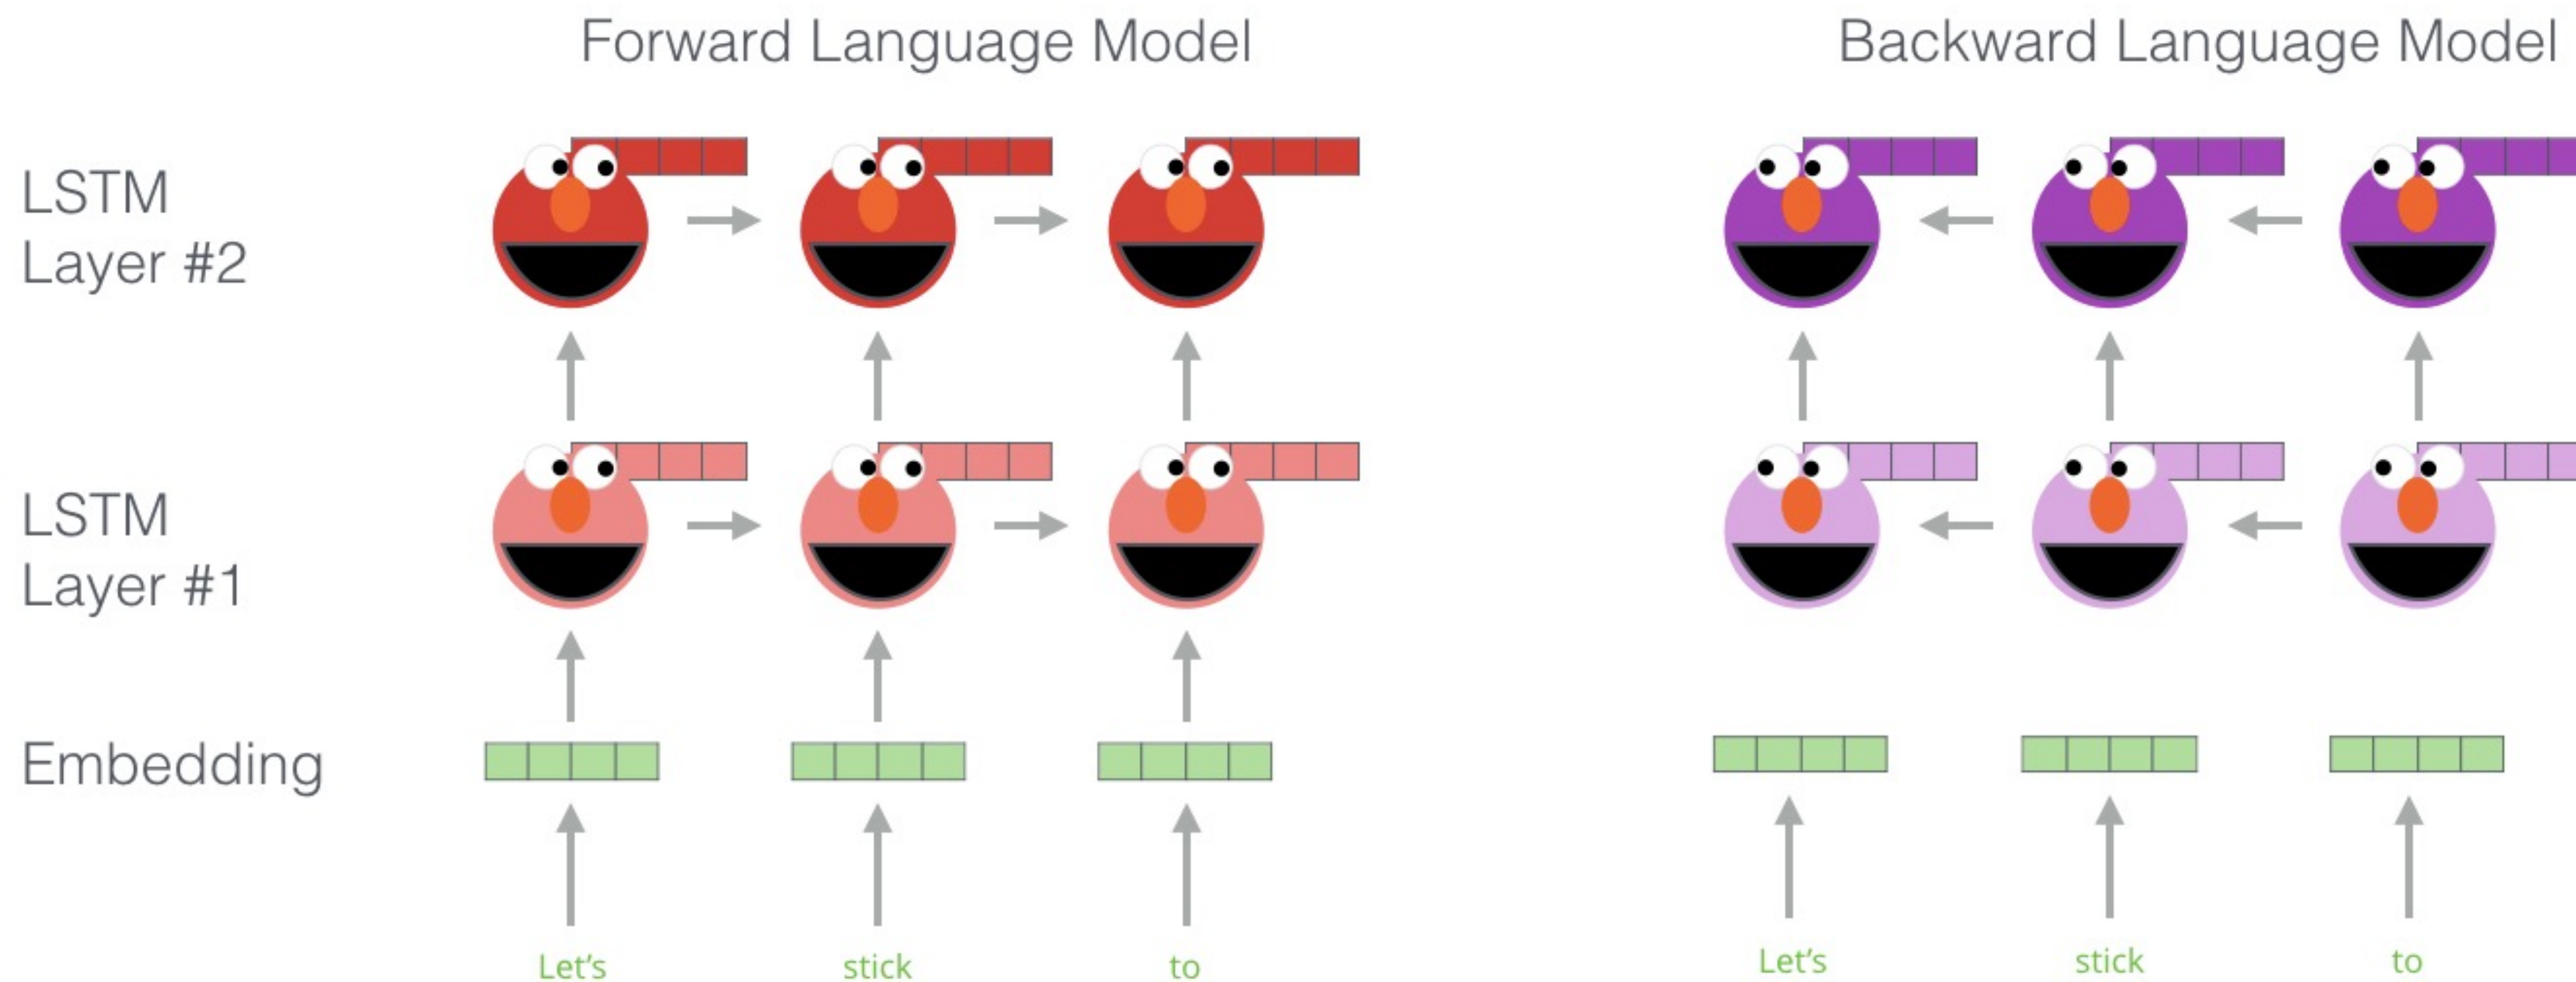 Forward Language Model
Backward Language Model
LSTM
Layer #2
LSTM
Layer #1
Embedding
Let's
stick
to
Let's
stick
to